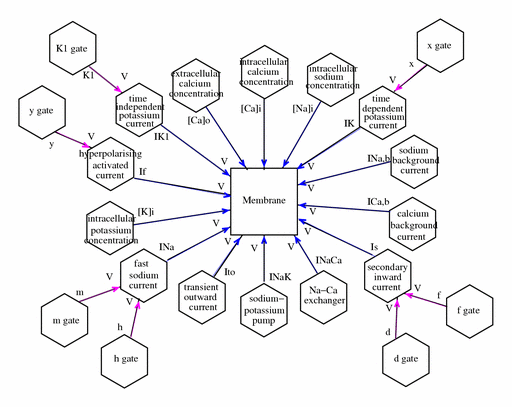 K1 gate
K1
V
x gate
x
V
extracellular
calcium
concentration
[Ca]o
intracellular
calcium
concentration
[Ca]i
intracellular
sodium
concentration
[Na]i
time
independent
potassium
current
IK1
V
time
dependent
potassium
current
IK
V
y gate
y
V
hyperpolarising
activated
current
If
V
sodium
background
current
INa,b
V
Membrane
intracellular
potassium
concentration
[K]i
calcium
background
current
ICa,b
V
fast
sodium
current
INa
V
secondary
inward
current
Is
V
transient
outward
current
Ito
V
sodium–
potassium
pump
INaK
V
Na–Ca
exchanger
INaCa
V
m gate
m
V
h gate
h
V
f gate
f
V
d gate
d
V